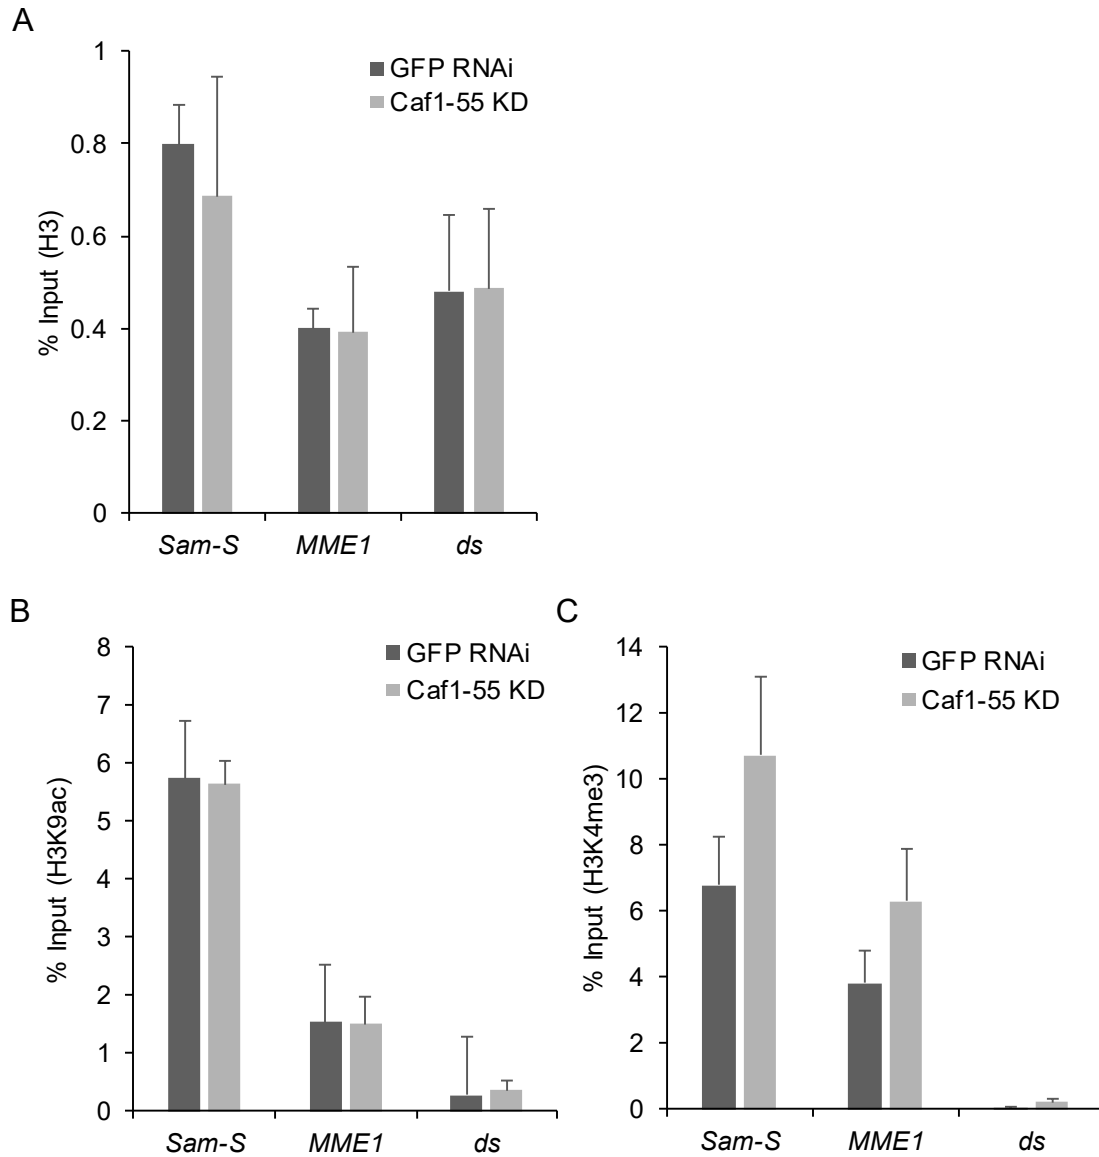 A
GFP RNAi
Caf1-55 KD
% Input (H3)
1
0.8
0.6
0.4
0.2
0
Sam-S MME1 ds
B
GFP RNAi
Caf1-55 KD
% Input (H3K9ac)
8
7
6
5
4
3
2
1
0
Sam-S MME1 ds
C
GFP RNAi
Caf1-55 KD
% Input (H3K4me3)
14
12
10
8
6
4
2
0
Sam-S MME1 ds